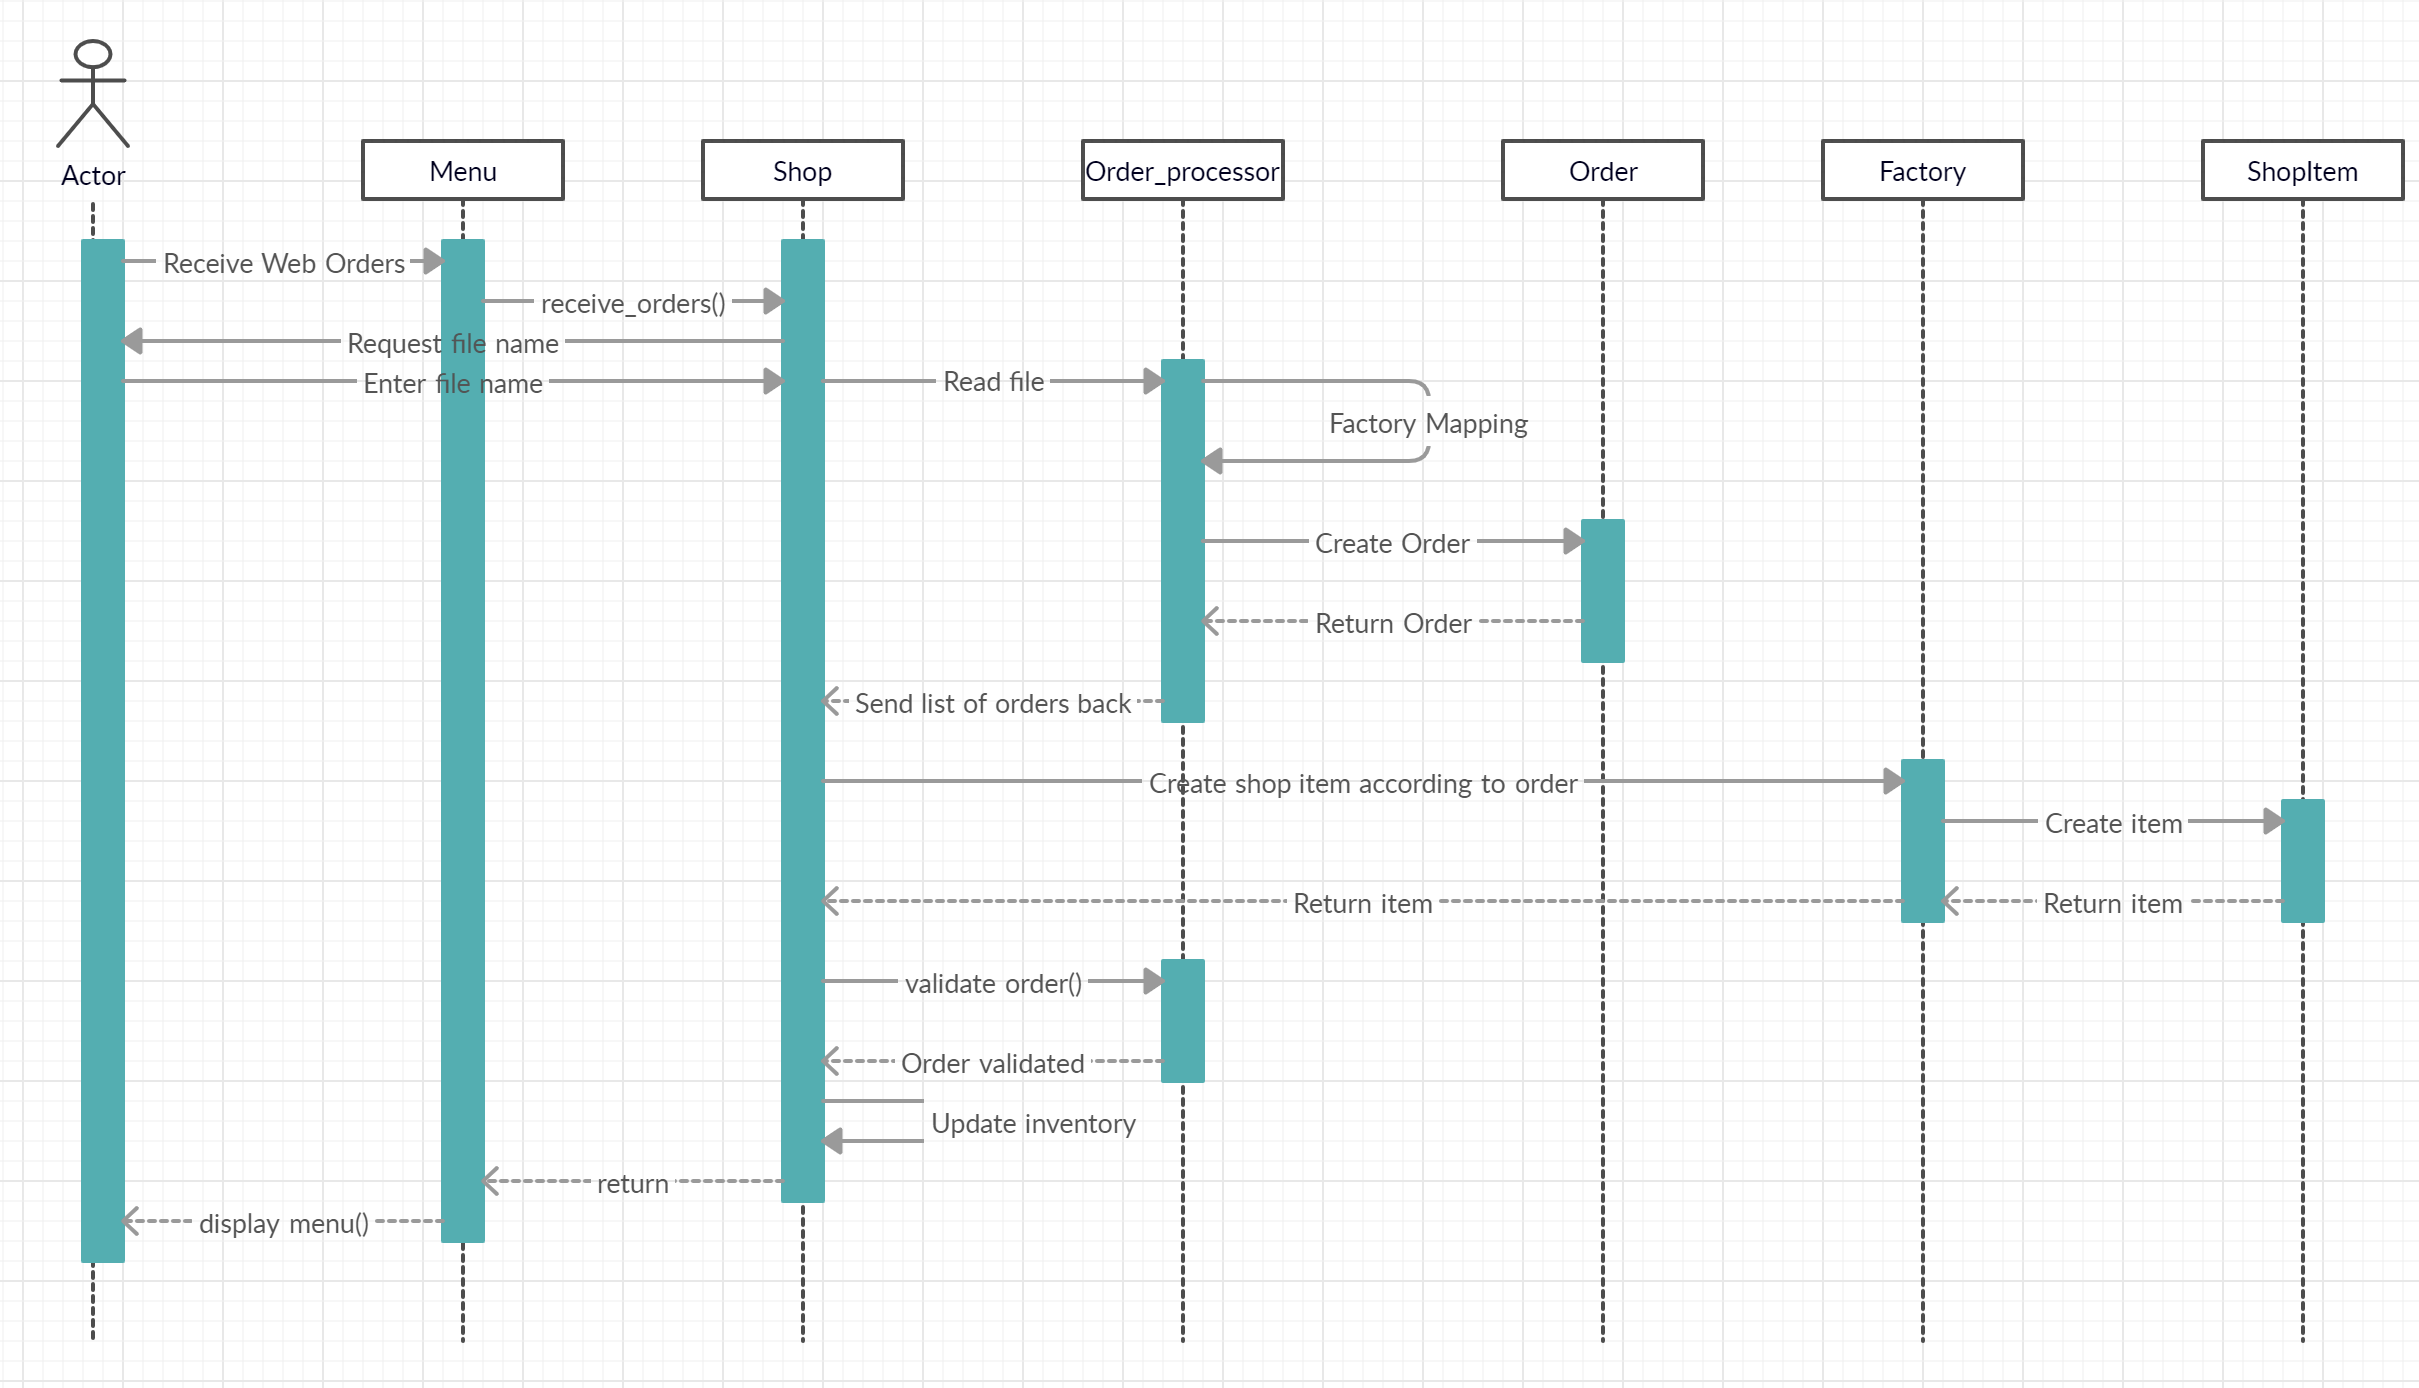 Actor
Menu
Shop
Order_processor
Order
Factory
ShopItem
Receive Web Orders
receive_orders()
Request file name
Enter file name
Read file
Factory Mapping
Create Order
Return Order
Send list of orders back
Create shop item according to order
Create item
Return item
Return item
validate order()
Order validated
Update inventory
return
display menu()